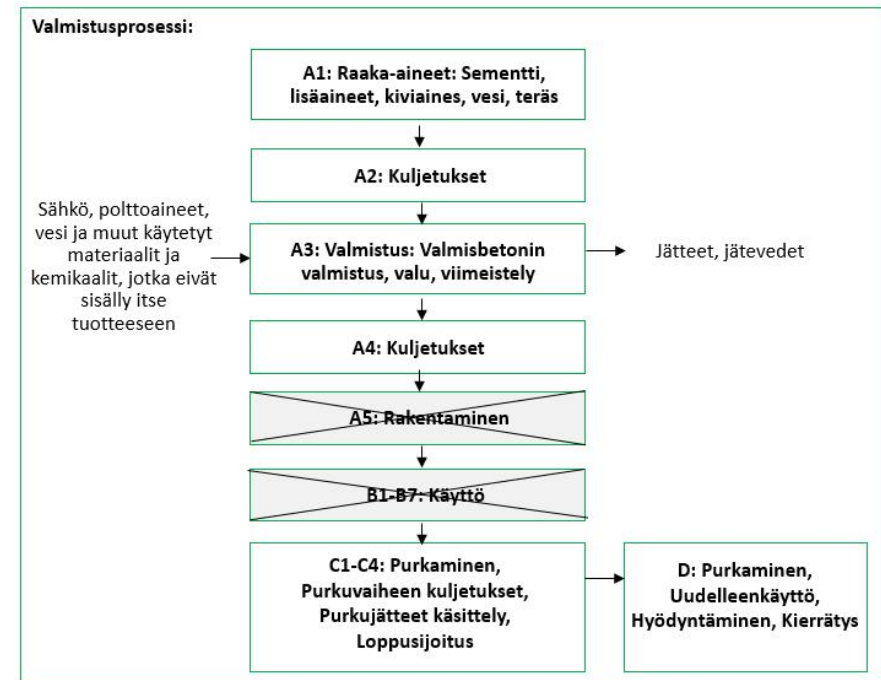 Valmistusprosessi:
A1: Raaka-aineet: Sementti,
lisäaineet, kiviaines, vesi, teräs
A2: Kuljetukset
Sähkö, polttoaineet,
vesi ja muut käytetyt
materiaalit ja
kemikaalit, jotka eivät
sisälly itse
tuotteeseen
A3: Valmistus: Valmisbetonin
valmistus, valu, viimeistely
Jätteet, jätevedet
A4: Kuljetukset
A5: Rakentaminen
B1-B7: Käyttö
C1-C4: Purkaminen,
Purkuvaiheen kuljetukset,
Purkujätteet käsittely,
Loppusijoitus
D: Purkaminen,
Uudelleenkäyttö,
Hyödyntäminen, Kierrätys